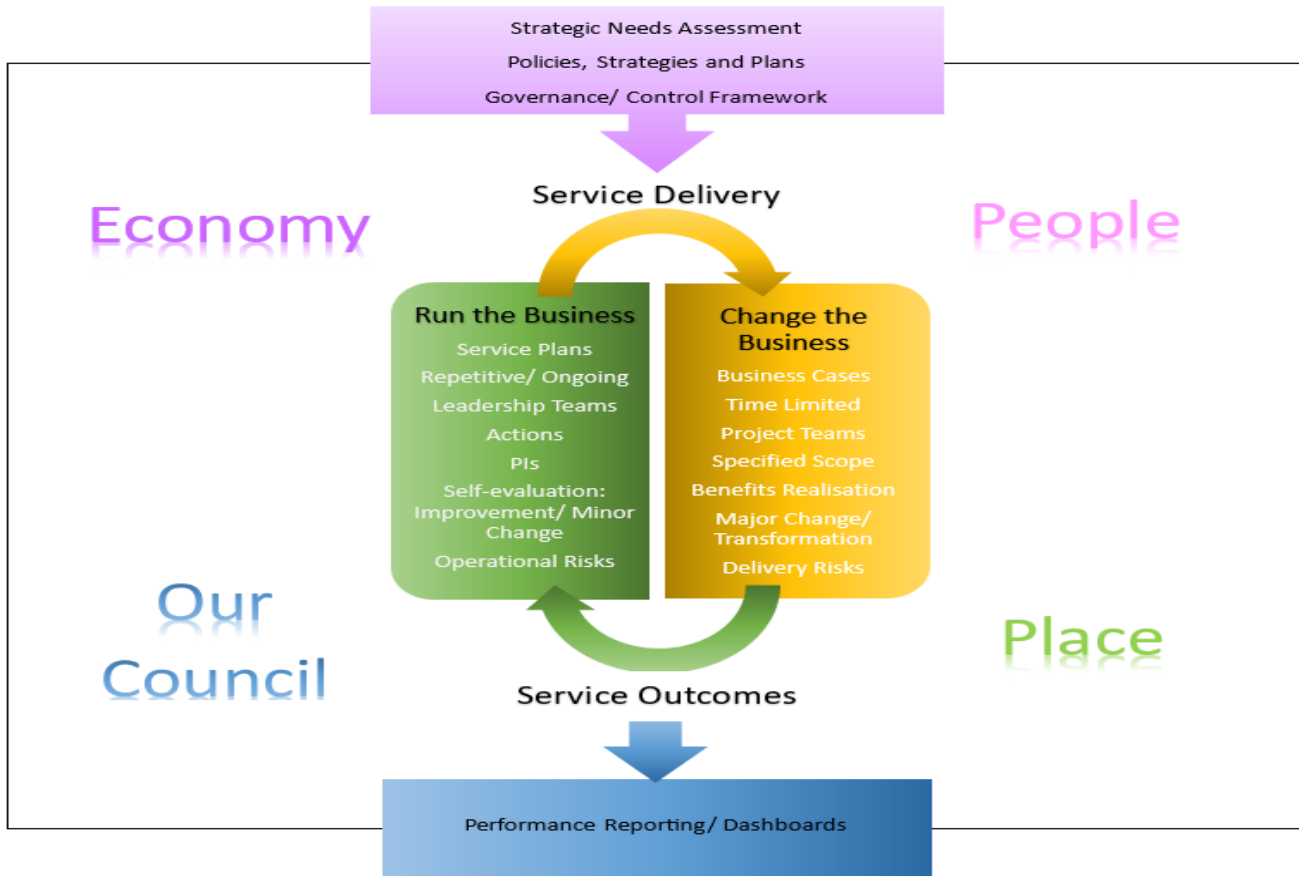 Strategic Needs Assessment
Policies, Strategies and Plans
Governance/ Control Framework
Service Delivery
Economy
People
Run the Business
Service Plans
Repetitive/ Ongoing
Leadership Teams
Actions
PIs
Self-evaluation:
Improvement/ Minor
Change
Operational Risks
Change the
Business
Business Cases
Time Limited
Project Teams
Specified Scope
Benefits Realisation
Major Change/
Transformation
Delivery Risks
Our
Council
Place
Service Outcomes
Performance Reporting/ Dashboards